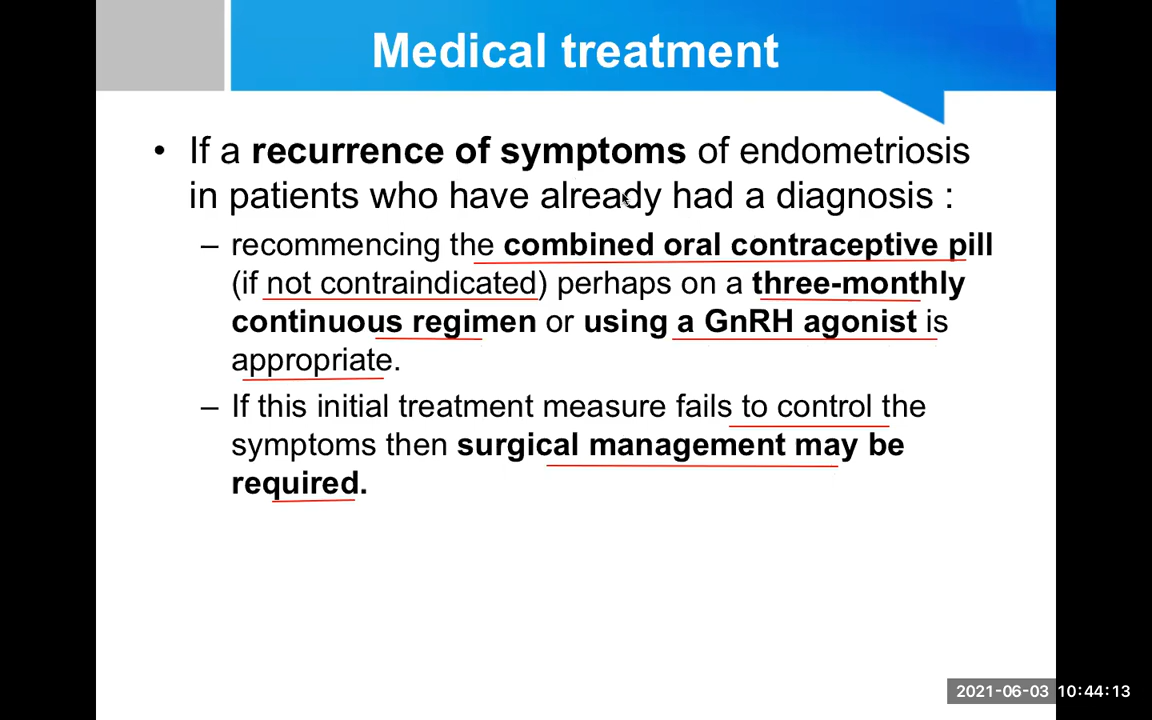 Medical treatment
• If a recurrence of symptoms of endometriosis
in patients who have already had a diagnosis :
– recommencing the combined oral contraceptive pill
(if not contraindicated) perhaps on a three-monthly
continuous regimen or using a GnRH agonist is
appropriate.
– If this initial treatment measure fails to control the
symptoms then surgical management may be
required.
2021-06-03 10:44:13